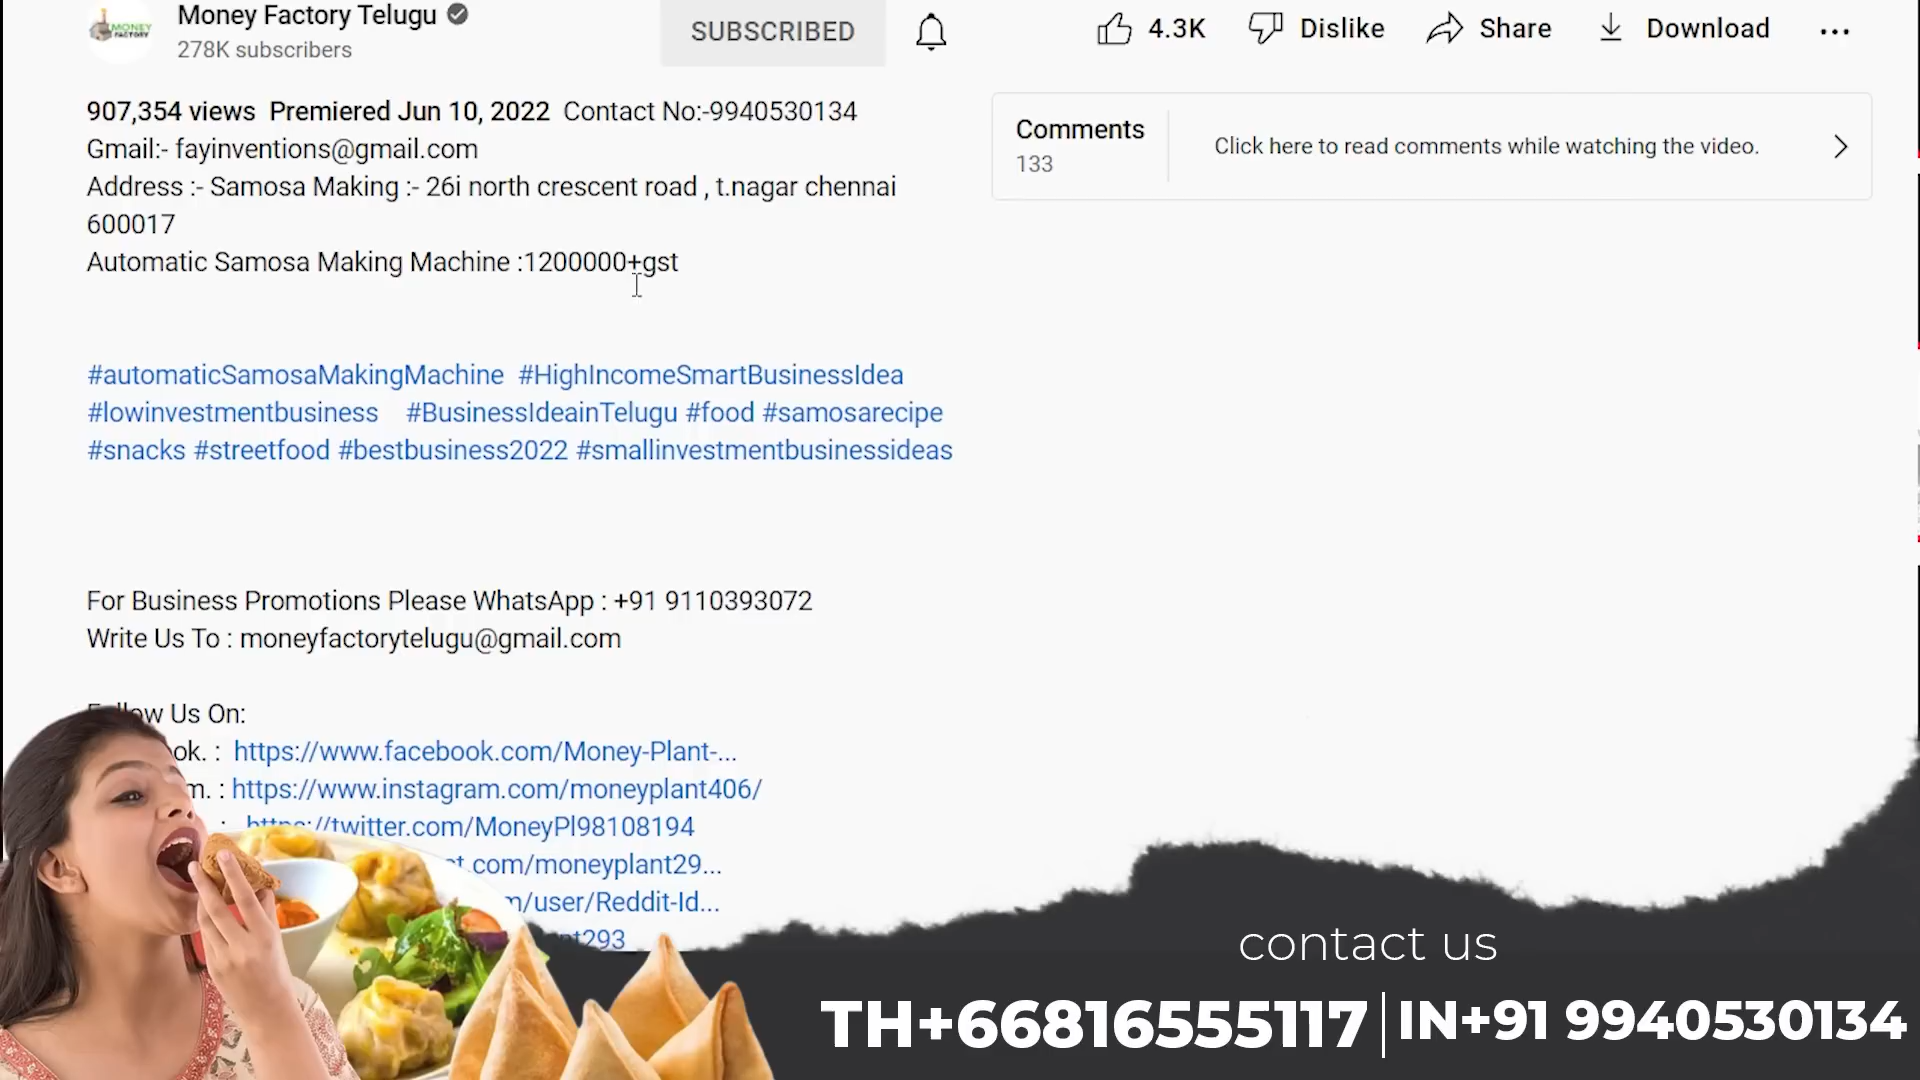 MONEY FACTORY
Money Factory Telugu
278K subscribers
SUBSCRIBED
4.3K
Dislike
Share
Download
907,354 views Premiered Jun 10, 2022 Contact No:-9940530134
Gmail:- fayinventions@gmail.com
Address :- Samosa Making :- 26i north crescent road , t.nagar chennai
600017
Automatic Samosa Making Machine :1200000+gst
Comments
133
Click here to read comments while watching the video.
#automaticSamosaMakingMachine #HighIncomeSmartBusinessIdea
#lowinvestmentbusiness #BusinessIdeainTelugu #food #samosarecipe
#snacks #streetfood #bestbusiness2022 #smallinvestmentbusinessideas
For Business Promotions Please WhatsApp : +91 9110393072
Write Us To : moneyfactorytelugu@gmail.com
Follow Us On:
ok. : https://www.facebook.com/Money-Plant-...
m. : https://www.instagram.com/moneyplant406/
: https://twitter.com/MoneyPl98108194
t.com/moneyplant29...
m/user/Reddit-Id...
nt293
contact us
TH+66816555117 | IN+91 9940530134